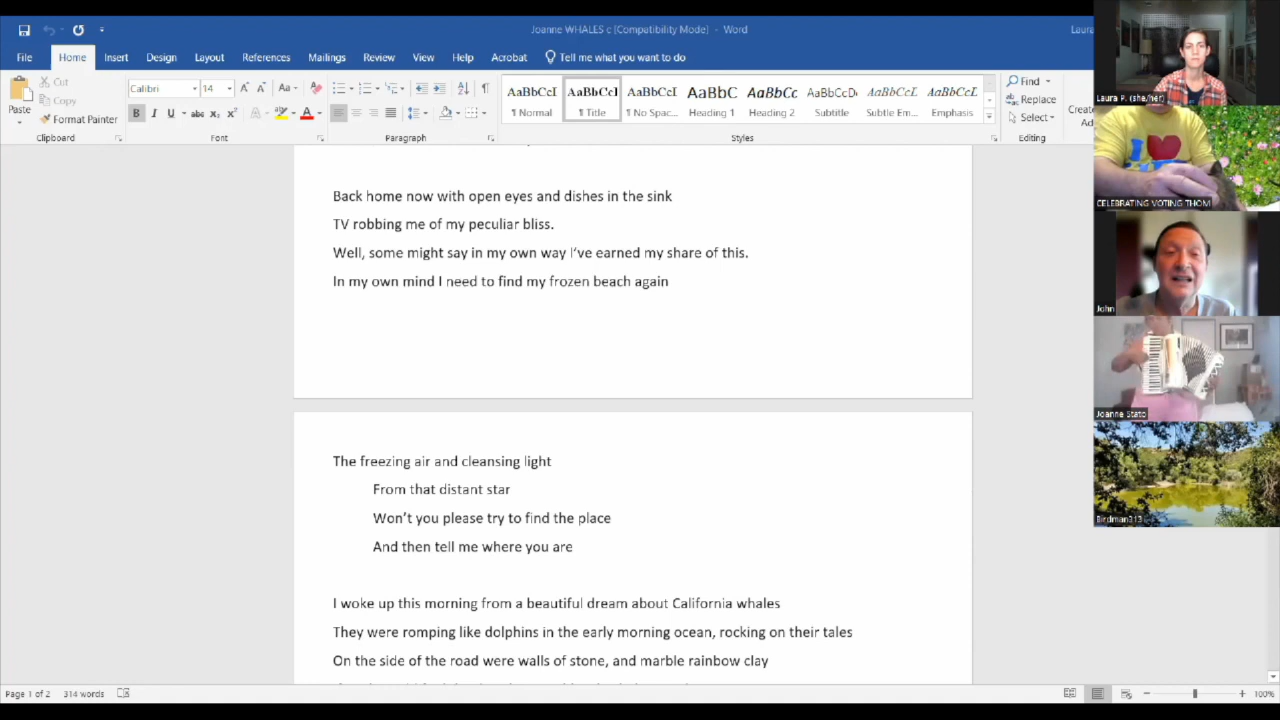 Joanne WHALES c [Compatibility Mode] - Word
Laura
File Home Insert Design Layout References Mailings Review View Help Acrobat Tell me what you want to do
Paste
Cut
Copy
Format Painter
Clipboard
Calibri 14
Font
Paragraph
AaBbCcI AaBbCcI AaBbCcI AaBbC AaBbCc AaBbCcD AaBbCcI AaBbCcI
¶ Normal ¶ Title ¶ No Spac... Heading 1 Heading 2 Subtitle Subtle Em... Emphasis
Styles
Find
Replace
Select
Editing
Create
Laura P. (she/her)
CELEBRATING VOTING THOM
John
Joanne Stato
Birdman313
Back home now with open eyes and dishes in the sink
TV robbing me of my peculiar bliss.
Well, some might say in my own way I've earned my share of this.
In my own mind I need to find my frozen beach again
The freezing air and cleansing light
From that distant star
Won't you please try to find the place
And then tell me where you are
I woke up this morning from a beautiful dream about California whales
They were romping like dolphins in the early morning ocean, rocking on their tales
On the side of the road were walls of stone, and marble rainbow clay
Page 1 of 2 314 words
100%